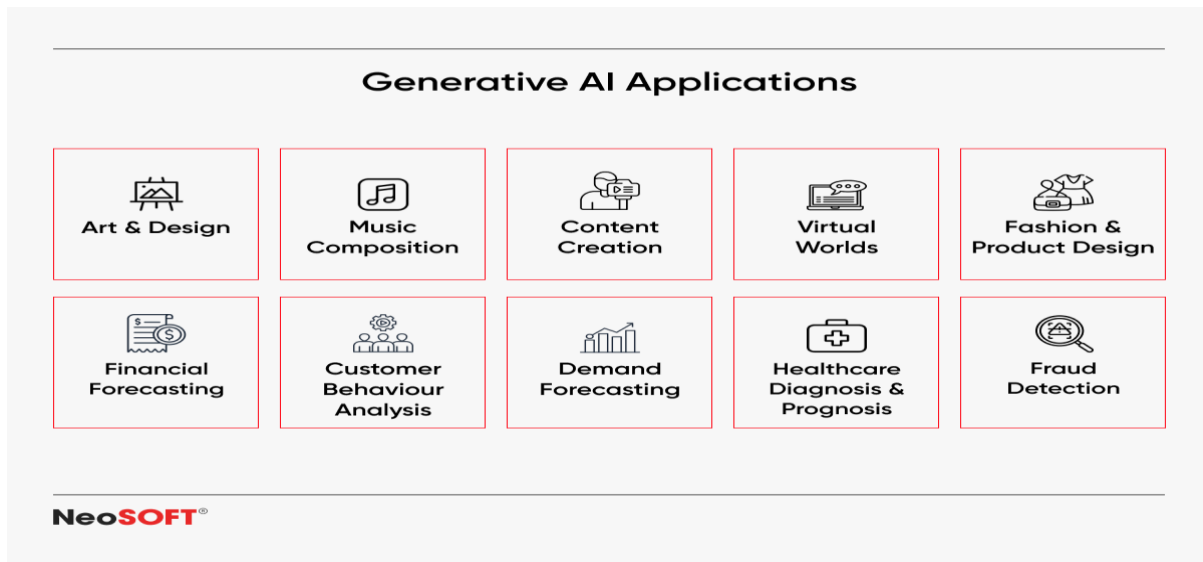 Generative AI Applications
Art & Design
Music
Composition
Content
Creation
Virtual
Worlds
Fashion &
Product Design
Financial
Forecasting
Customer
Behaviour
Analysis
Demand
Forecasting
Healthcare
Diagnosis &
Prognosis
Fraud
Detection
NeoSOFT®